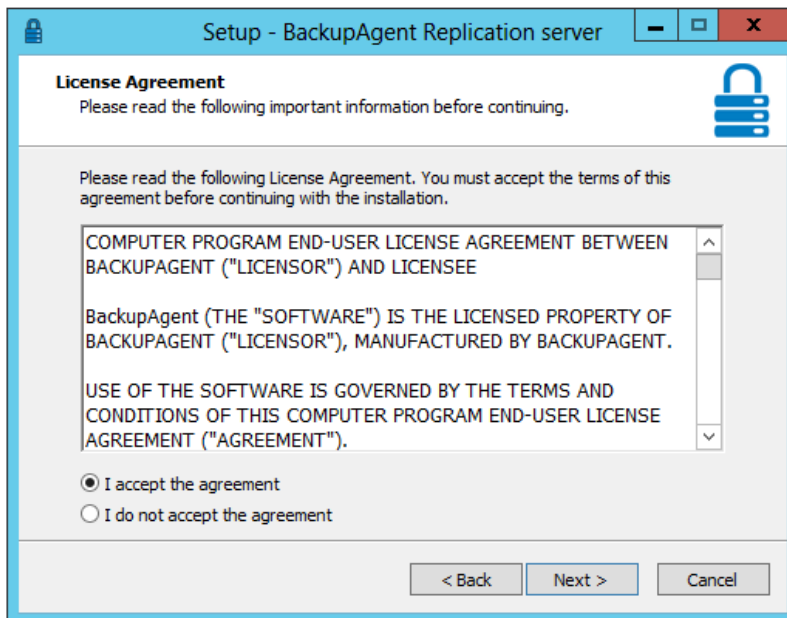 Setup - BackupAgent Replication server
License Agreement
Please read the following important information before continuing.
Please read the following License Agreement. You must accept the terms of this
agreement before continuing with the installation.
COMPUTER PROGRAM END-USER LICENSE AGREEMENT BETWEEN
BACKUPAGENT ("LICENSOR") AND LICENSEE
BackupAgent (THE "SOFTWARE") IS THE LICENSED PROPERTY OF
BACKUPAGENT ("LICENSOR"), MANUFACTURED BY BACKUPAGENT.
USE OF THE SOFTWARE IS GOVERNED BY THE TERMS AND
CONDITIONS OF THIS COMPUTER PROGRAM END-USER LICENSE
AGREEMENT ("AGREEMENT").
I accept the agreement
I do not accept the agreement
< Back
Next >
Cancel